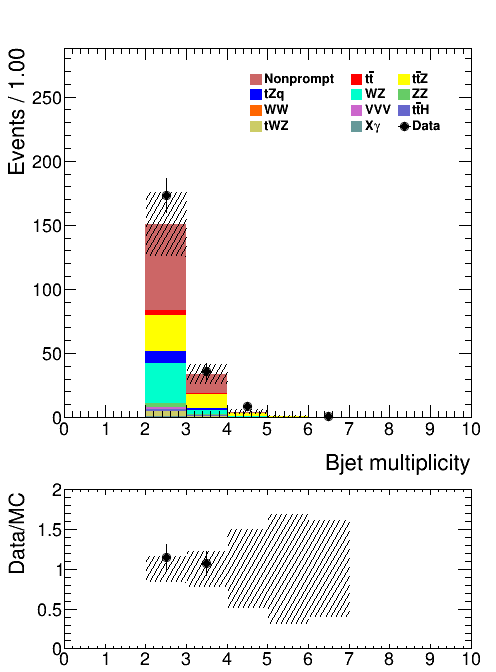 Events / 1.00
250
200
150
100
50
0
Nonprompt tt̄ tt̄Z
tZq WZ ZZ
WW VVV tt̄H
tWZ Xγ Data
0 1 2 3 4 5 6 7 8 9 10
Bjet multiplicity
Data/MC
2
1.5
1
0.5
0
0 1 2 3 4 5 6 7 8 9 10